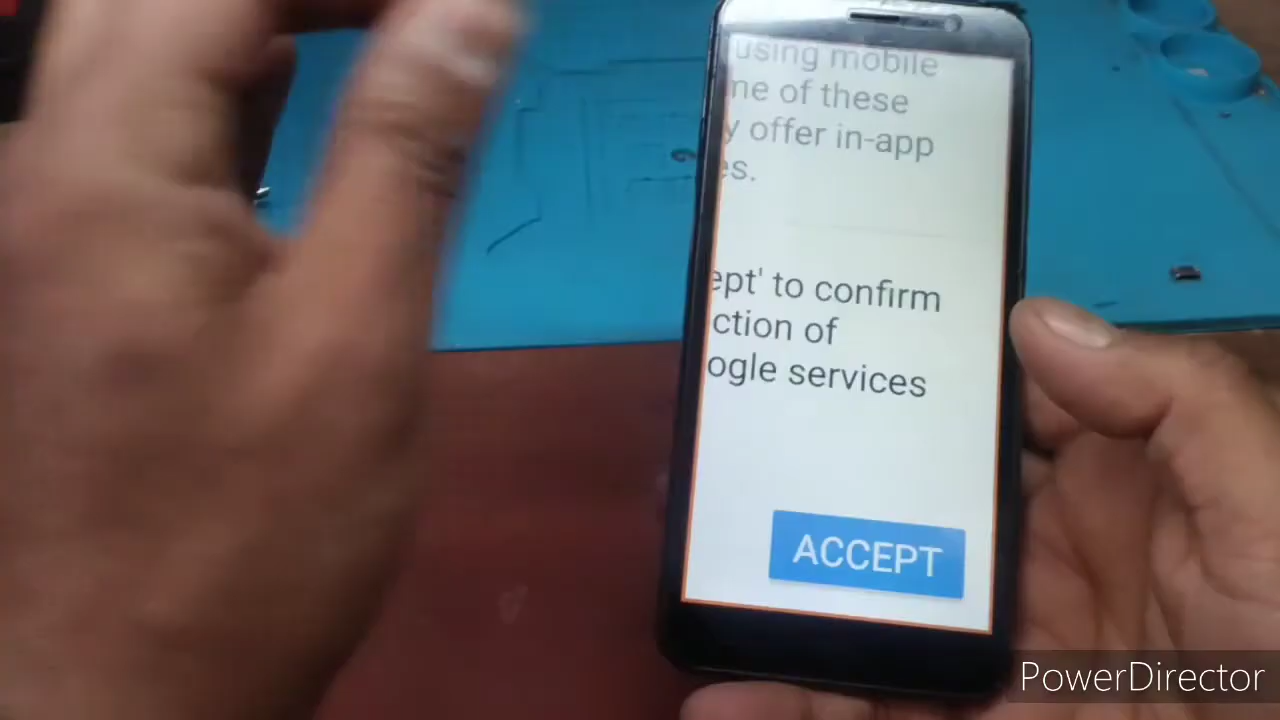 using mobile
me of these
y offer in-app
es.
ept' to confirm
ction of
ogle services
ACCEPT
PowerDirector